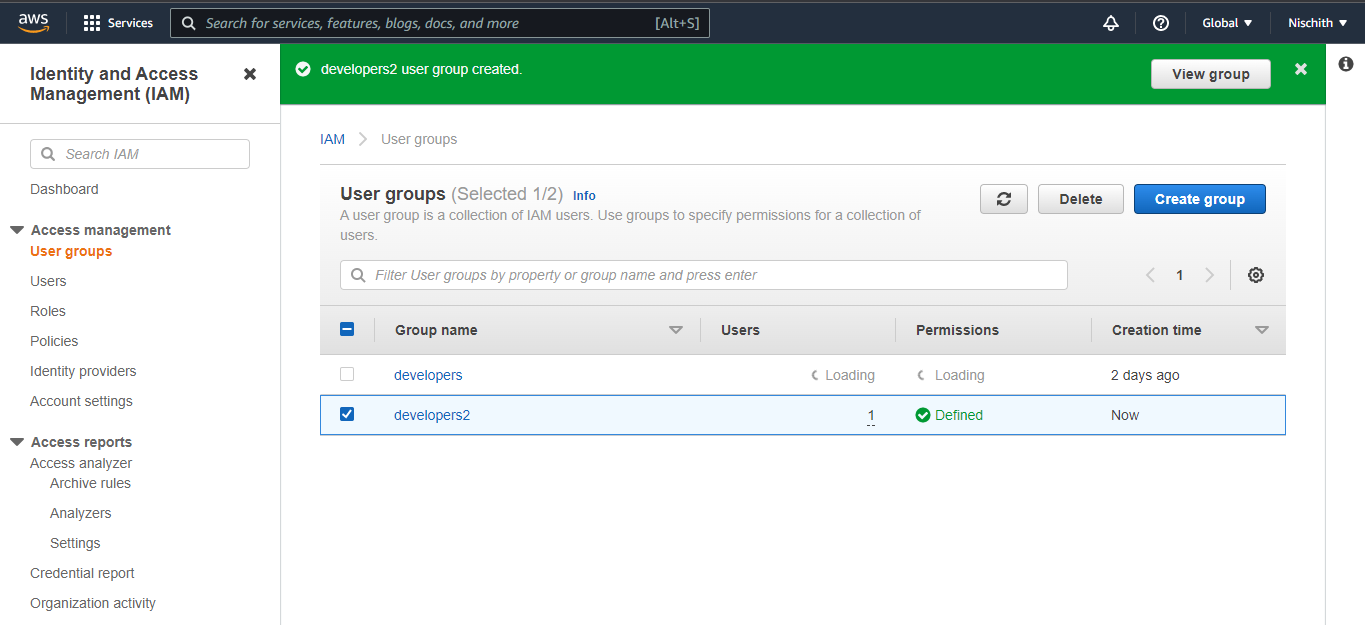 aws
Services
Search for services, features, blogs, docs, and more [Alt+S]
Global
Nischith
Identity and Access
Management (IAM)
Search IAM
Dashboard
Access management
User groups
Users
Roles
Policies
Identity providers
Account settings
Access reports
Access analyzer
Archive rules
Analyzers
Settings
Credential report
Organization activity
developers2 user group created.
View group
IAM
User groups
User groups (Selected 1/2) Info
A user group is a collection of IAM users. Use groups to specify permissions for a collection of
users.
Delete
Create group
Filter User groups by property or group name and press enter
1
Group name Users Permissions Creation time
developers Loading Loading 2 days ago
developers2 1 Defined Now